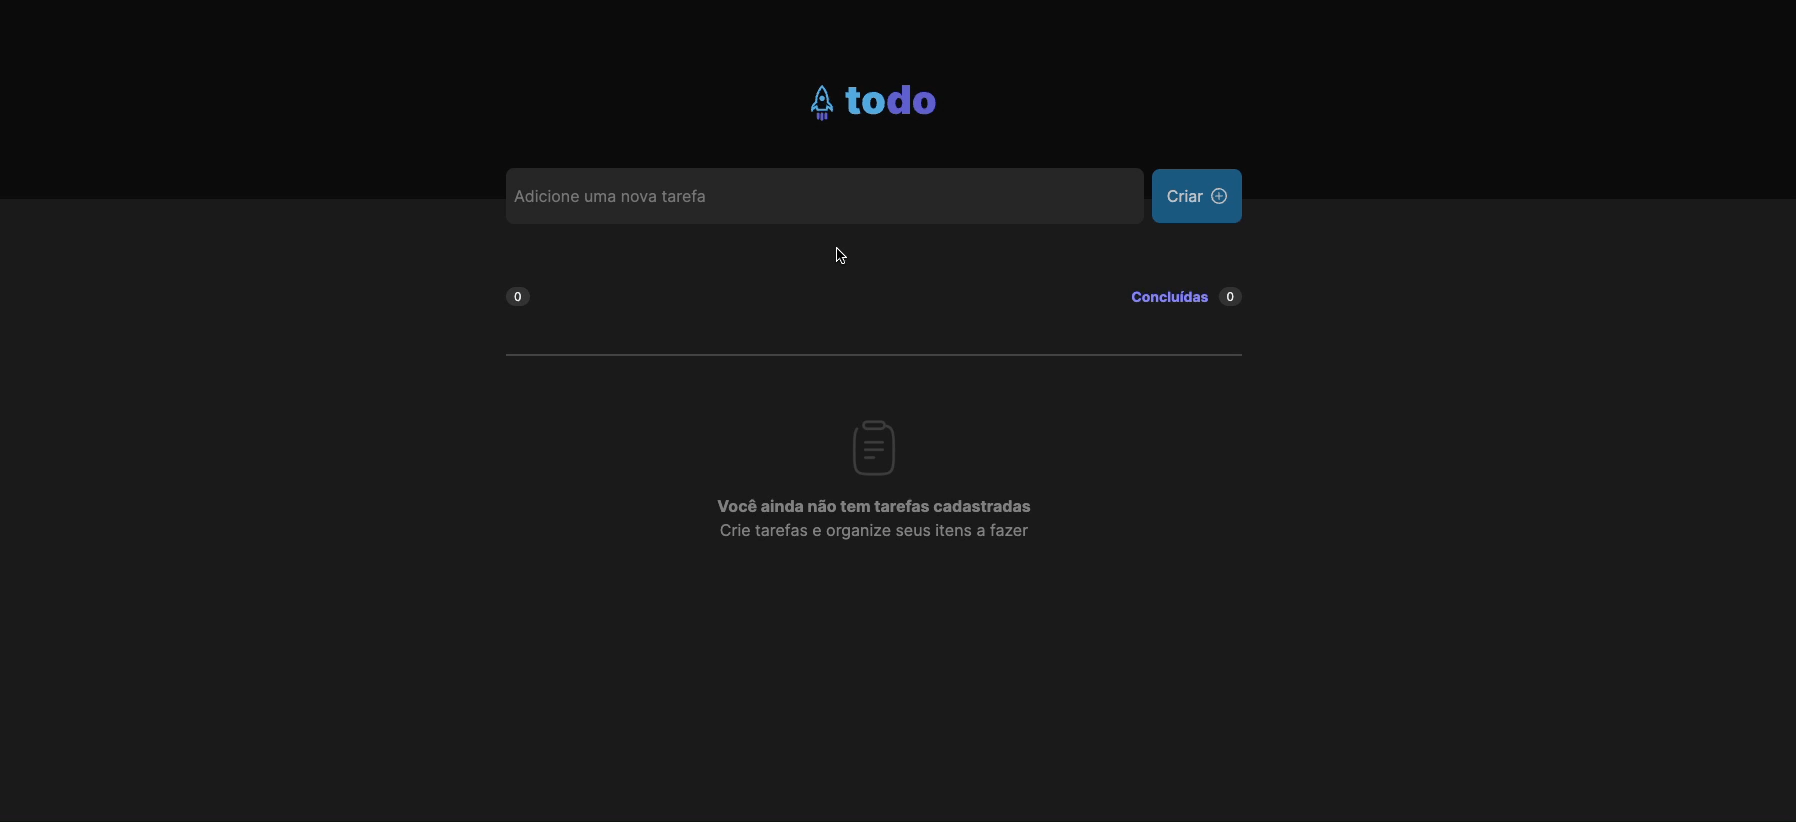 todo
Adicione uma nova tarefa
Criar
0
Concluídas 0
Você ainda não tem tarefas cadastradas
Crie tarefas e organize seus itens a fazer